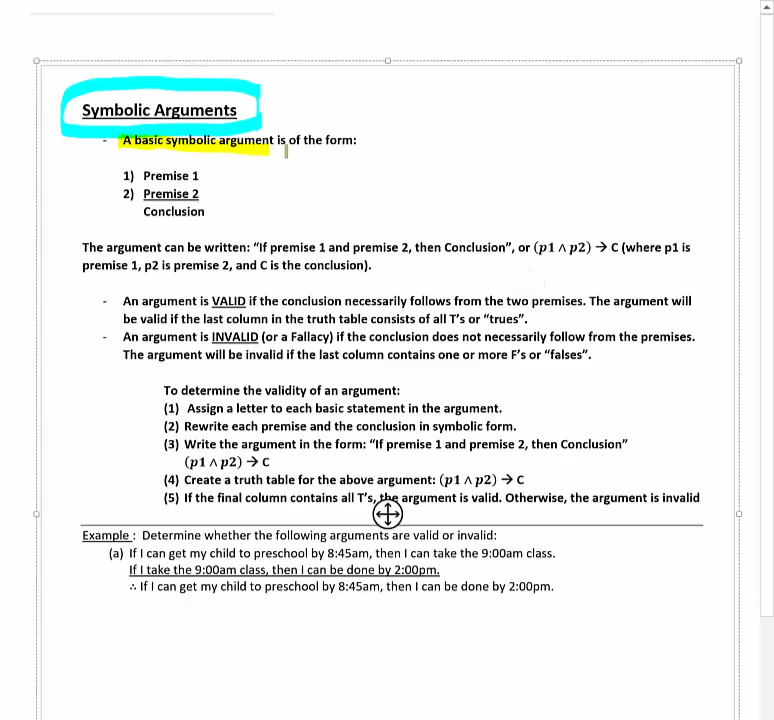 Symbolic Arguments
- A basic symbolic argument is of the form:
1) Premise 1
2) Premise 2
Conclusion
The argument can be written: “If premise 1 and premise 2, then Conclusion”, or (p1 ∧ p2) → C (where p1 is
premise 1, p2 is premise 2, and C is the conclusion).
- An argument is VALID if the conclusion necessarily follows from the two premises. The argument will
be valid if the last column in the truth table consists of all T’s or “trues”.
- An argument is INVALID (or a Fallacy) if the conclusion does not necessarily follow from the premises.
The argument will be invalid if the last column contains one or more F’s or “falses”.
To determine the validity of an argument:
(1) Assign a letter to each basic statement in the argument.
(2) Rewrite each premise and the conclusion in symbolic form.
(3) Write the argument in the form: “If premise 1 and premise 2, then Conclusion”
(p1 ∧ p2) → C
(4) Create a truth table for the above argument: (p1 ∧ p2) → C
(5) If the final column contains all T’s, the argument is valid. Otherwise, the argument is invalid
Example : Determine whether the following arguments are valid or invalid:
(a) If I can get my child to preschool by 8:45am, then I can take the 9:00am class.
If I take the 9:00am class, then I can be done by 2:00pm.
∴ If I can get my child to preschool by 8:45am, then I can be done by 2:00pm.